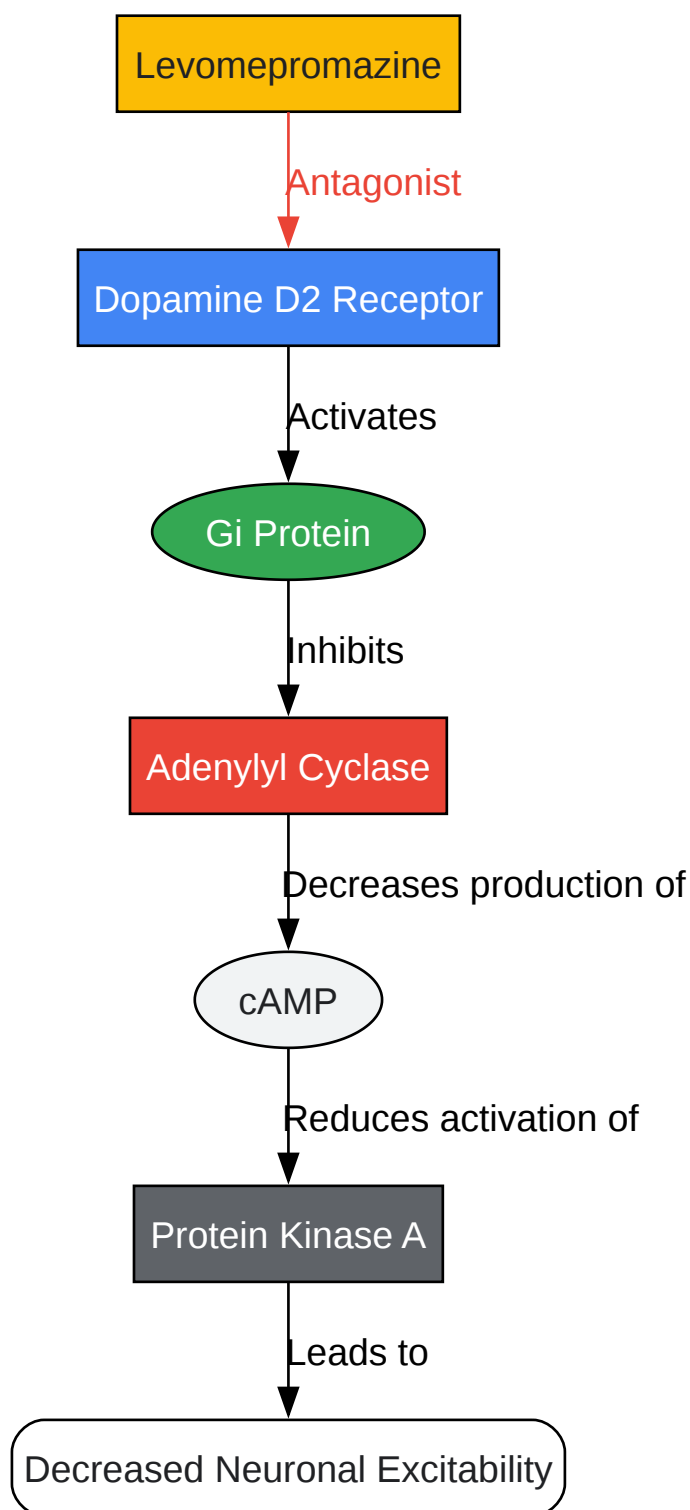 Levomepromazine
Antagonist
Dopamine D2 Receptor
Activates
Gi Protein
Inhibits
Adenylyl Cyclase
Decreases production of
cAMP
Reduces activation of
Protein Kinase A
Leads to
Decreased Neuronal Excitability